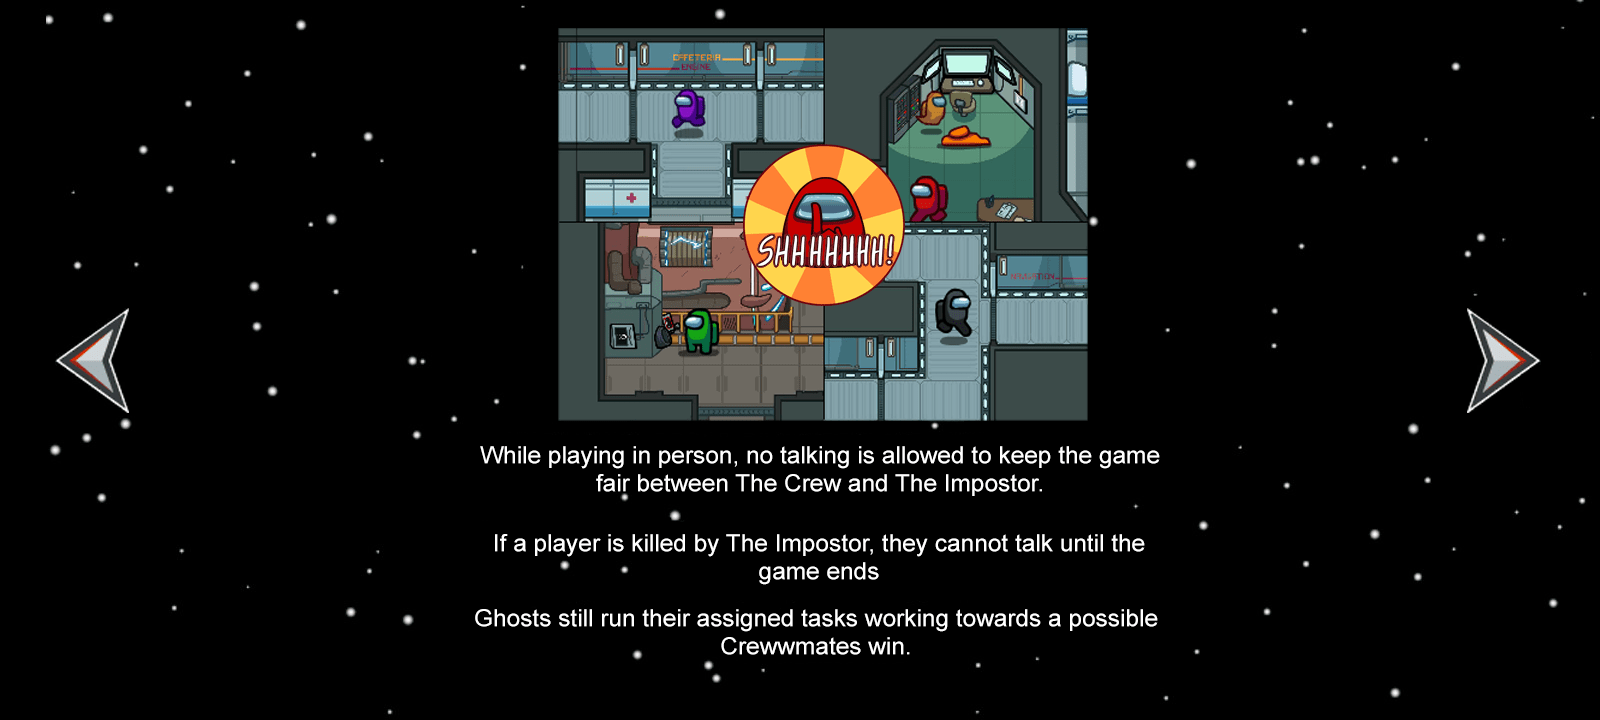 CAFETERIA
ENGINE
SHHHHHHH!
NAVIGATION
While playing in person, no talking is allowed to keep the game
fair between The Crew and The Impostor.
If a player is killed by The Impostor, they cannot talk until the
game ends
Ghosts still run their assigned tasks working towards a possible
Crewwmates win.